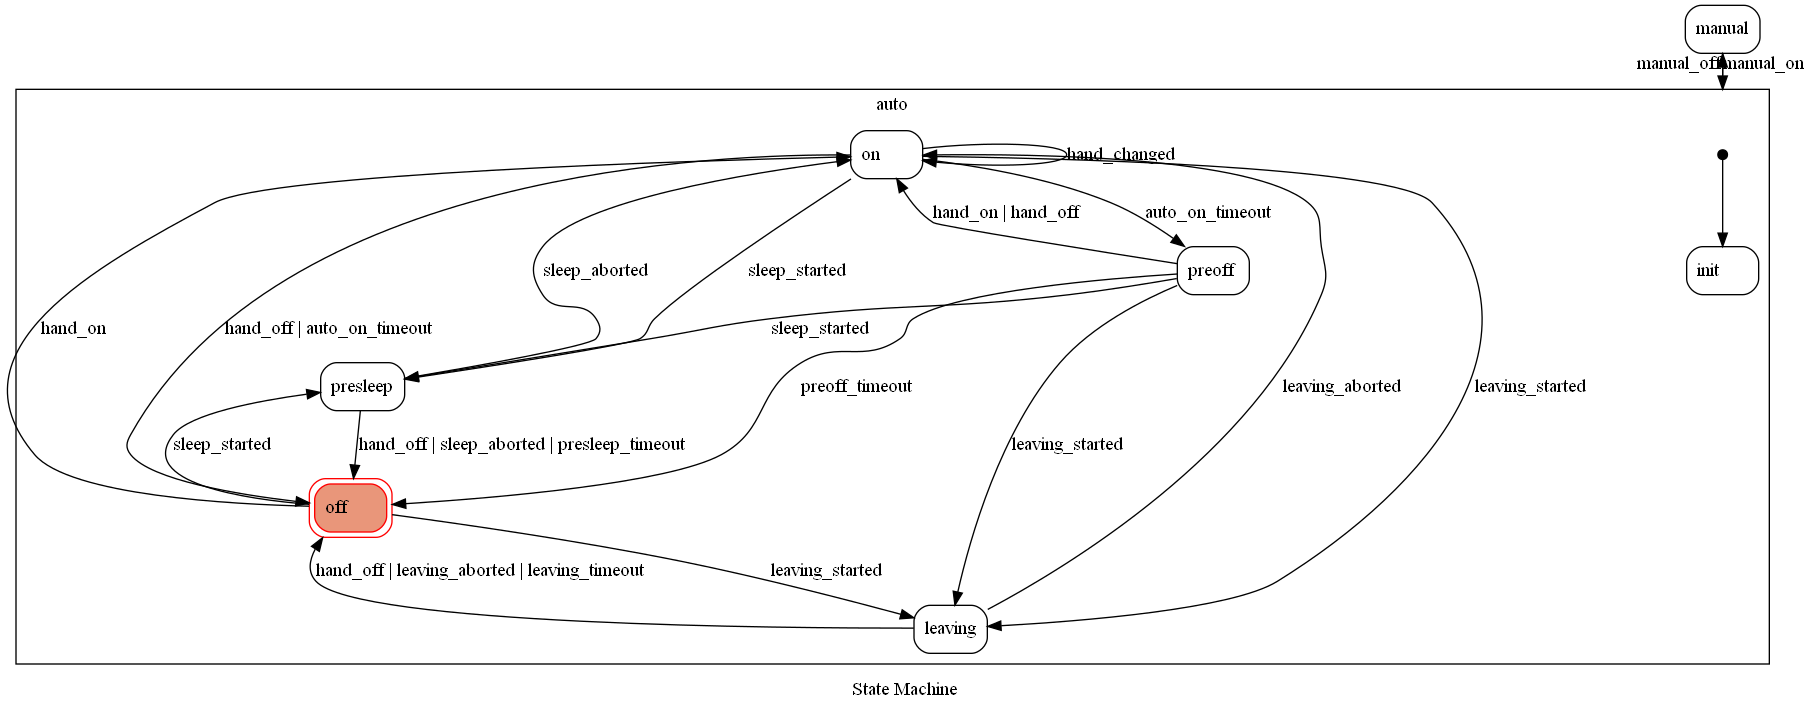 manual
manual_off manual_on
auto
on
hand_changed
hand_on | hand_off
auto_on_timeout
sleep_aborted
sleep_started
preoff
init
hand_on
hand_off | auto_on_timeout
sleep_started
presleep
preoff_timeout
leaving_aborted
leaving_started
sleep_started
hand_off | sleep_aborted | presleep_timeout
leaving_started
off
hand_off | leaving_aborted | leaving_timeout
leaving_started
leaving
State Machine